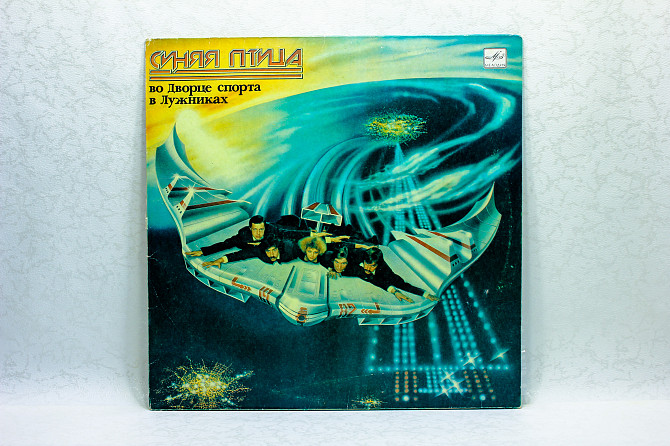 СИНЯЯ ПТИЦА
во Дворце спорта
в Лужниках